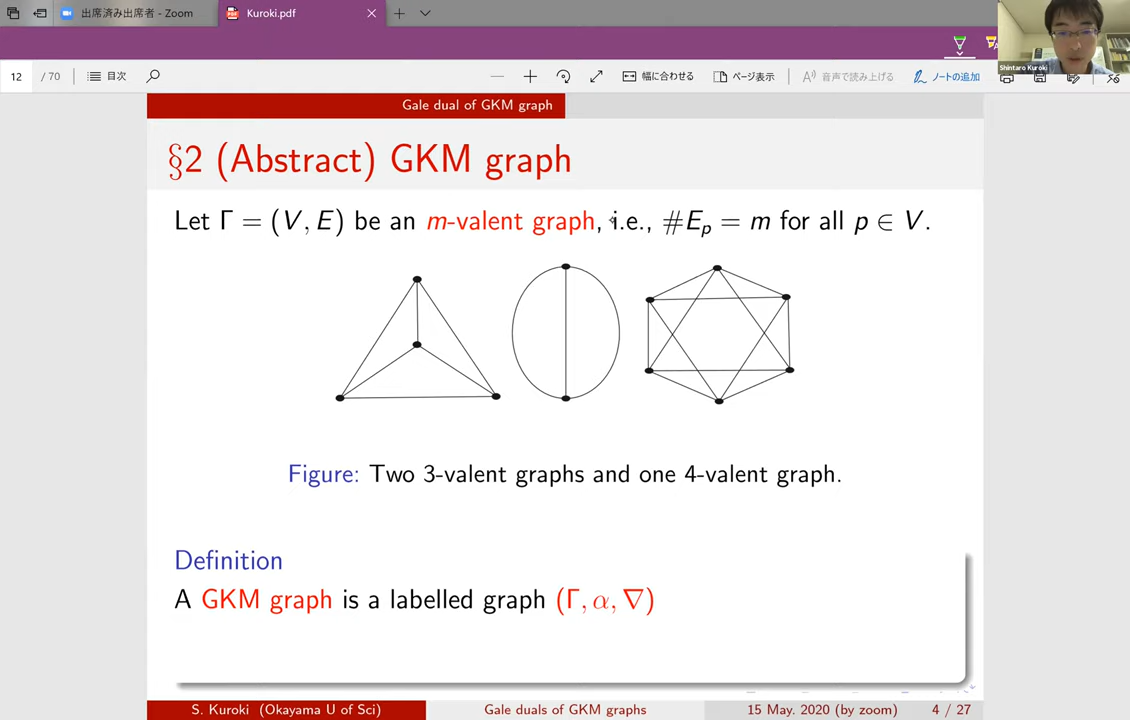 出席済み出席者 - Zoom
Kuroki.pdf
12 / 70
目次
幅に合わせる
ページ表示
音声で読み上げる
ノートの追加
Shintaro Kuroki
Gale dual of GKM graph
§2 (Abstract) GKM graph
Let Γ = (V, E) be an m-valent graph, i.e., #E_p = m for all p ∈ V.
Figure: Two 3-valent graphs and one 4-valent graph.
Definition
A GKM graph is a labelled graph (Γ, α, ∇)
S. Kuroki (Okayama U of Sci)
Gale duals of GKM graphs
15 May. 2020 (by zoom)
4 / 27